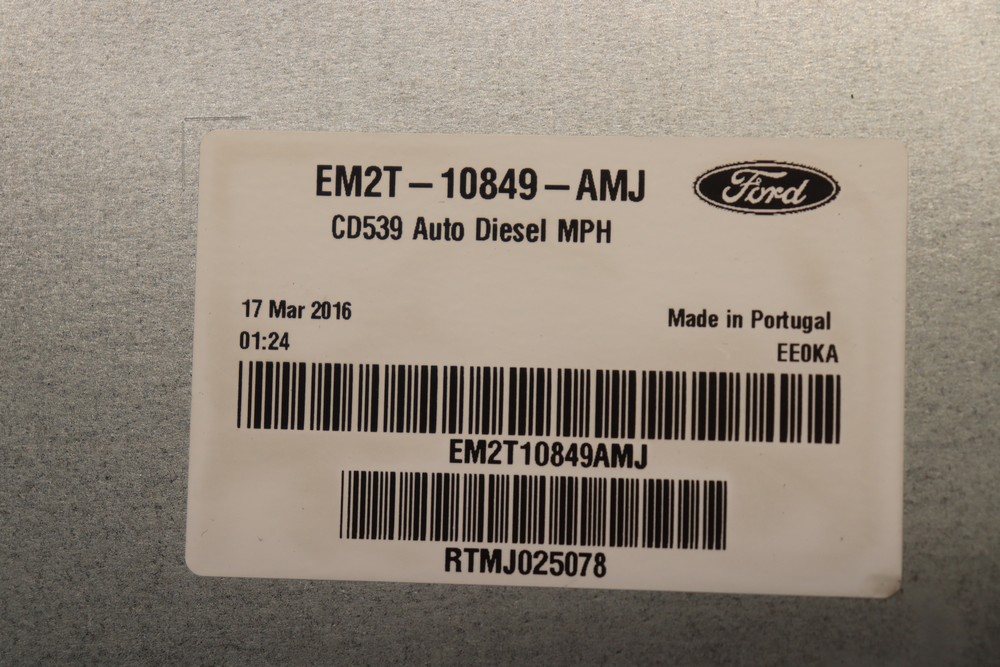 EM2T-10849-AMJ
Ford
CD539 Auto Diesel MPH
17 Mar 2016
Made in Portugal
01:24
EE0KA
EM2T10849AMJ
RTMJ025078